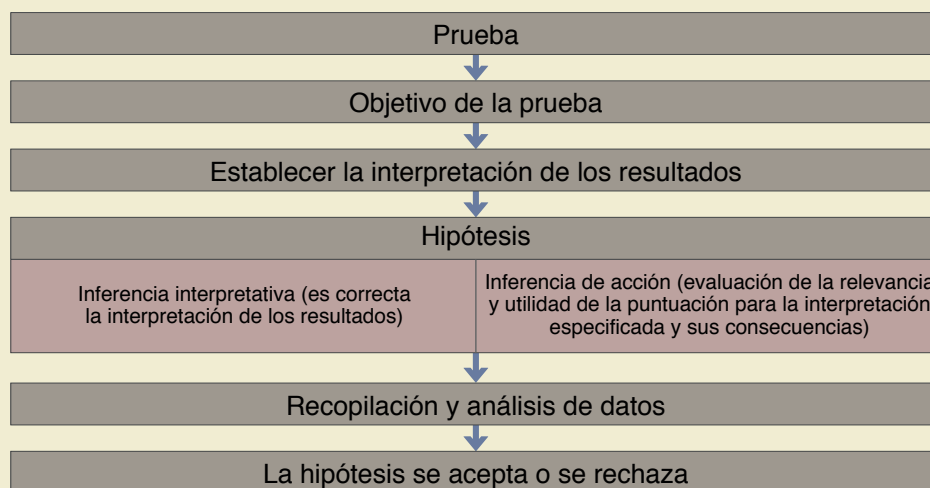 Prueba
Objetivo de la prueba
Establecer la interpretación de los resultados
Hipótesis
Inferencia interpretativa (es correcta
la interpretación de los resultados)
Inferencia de acción (evaluación de la relevancia
y utilidad de la puntuación para la interpretación
especificada y sus consecuencias)
Recopilación y análisis de datos
La hipótesis se acepta o se rechaza